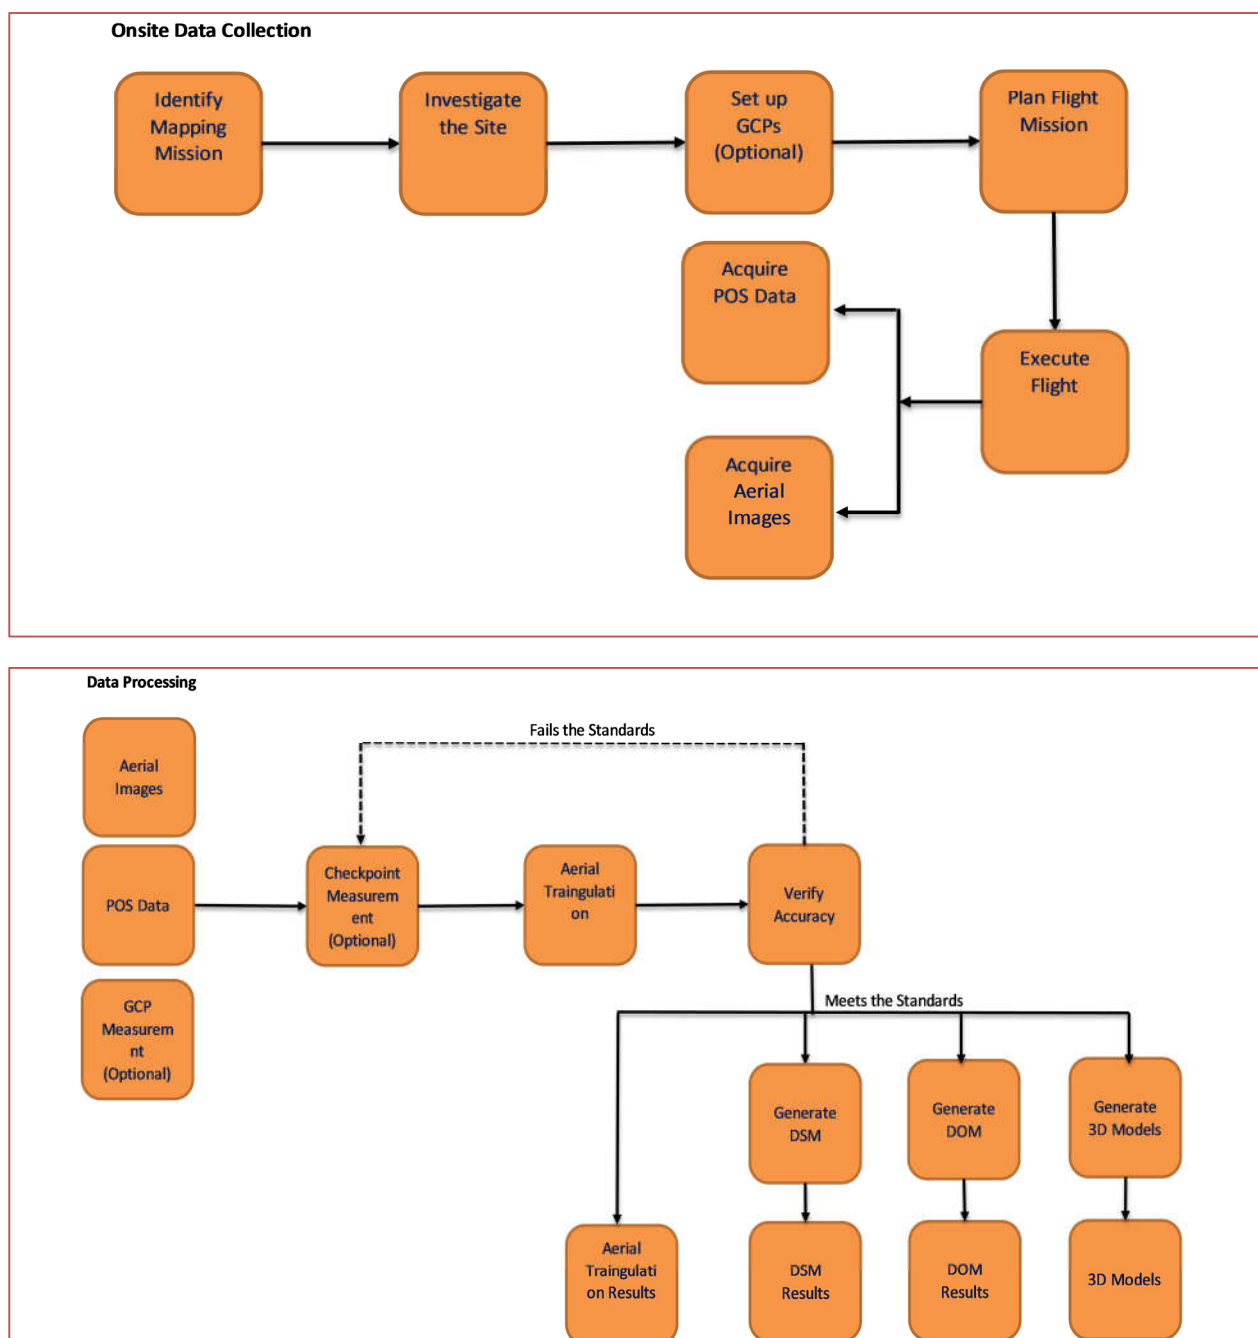 Onsite Data Collection
Identify
Mapping
Mission
Investigate
the Site
Set up
GCPs
(Optional)
Plan Flight
Mission
Acquire
POS Data
Execute
Flight
Acquire
Aerial
Images
Data Processing
Fails the Standards
Aerial
Images
POS Data
Checkpoint
Measurem
ent
(Optional)
Aerial
Traingulati
on
Verify
Accuracy
GCP
Measurem
nt
(Optional)
Meets the Standards
Generate
DSM
Generate
DOM
Generate
3D Models
Aerial
Traingulati
on Results
DSM
Results
DOM
Results
3D Models